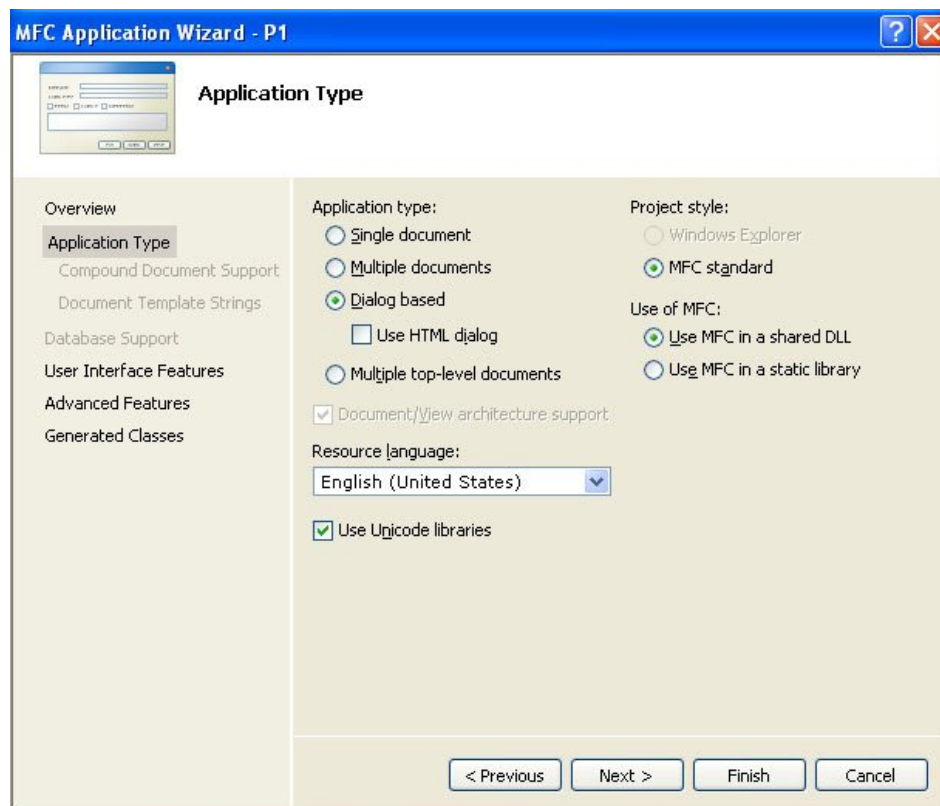 MFC Application Wizard - P1
Application Type
Overview
Application Type
Compound Document Support
Document Template Strings
Database Support
User Interface Features
Advanced Features
Generated Classes
Application type:
Single document
Multiple documents
Dialog based
Use HTML dialog
Multiple top-level documents
Document/View architecture support
Resource language:
English (United States)
Use Unicode libraries
Project style:
Windows Explorer
MFC standard
Use of MFC:
Use MFC in a shared DLL
Use MFC in a static library
< Previous
Next >
Finish
Cancel